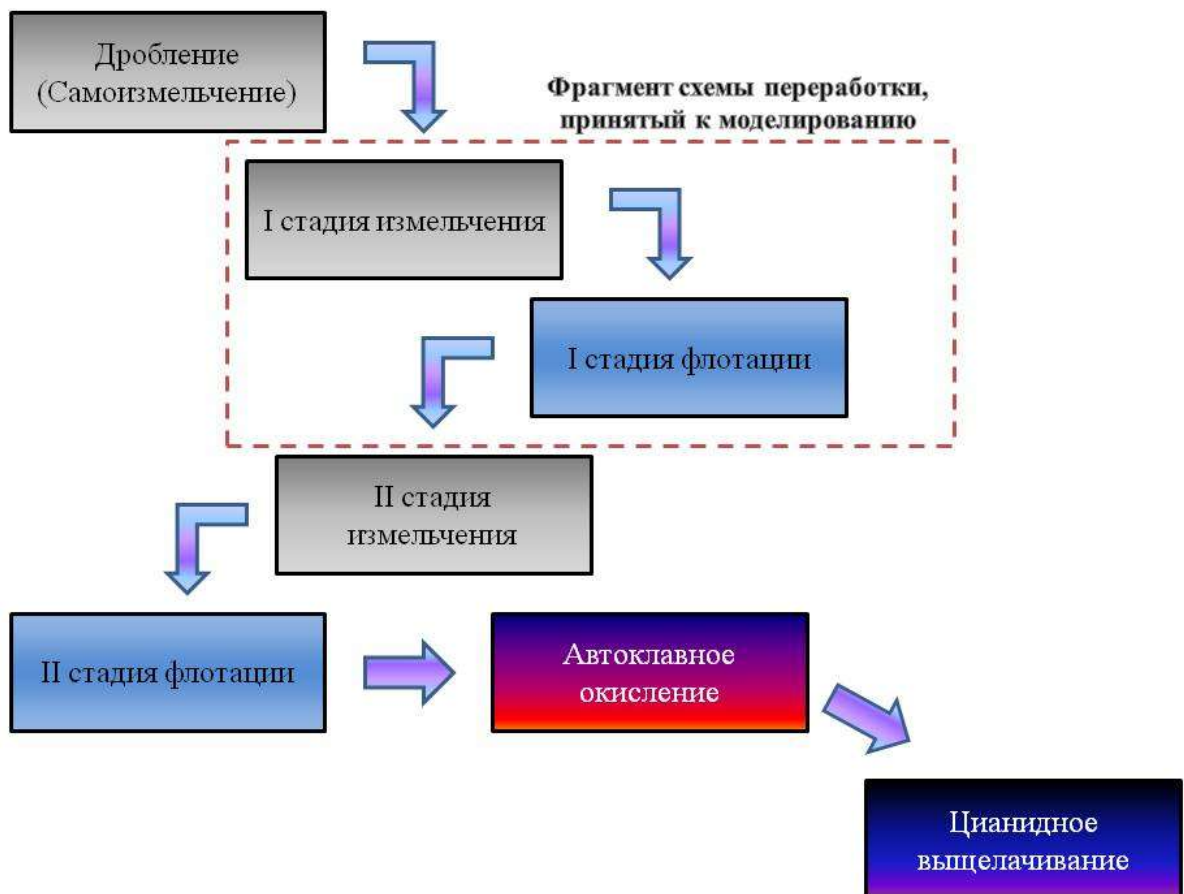 Дробление
(Самоизмельчение)
Фрагмент схемы переработки,
принятый к моделированию
I стадия измельчения
I стадия флотации
II стадия
измельчения
II стадия флотации
Автоклавное
окисление
Цианидное
выщелачивание